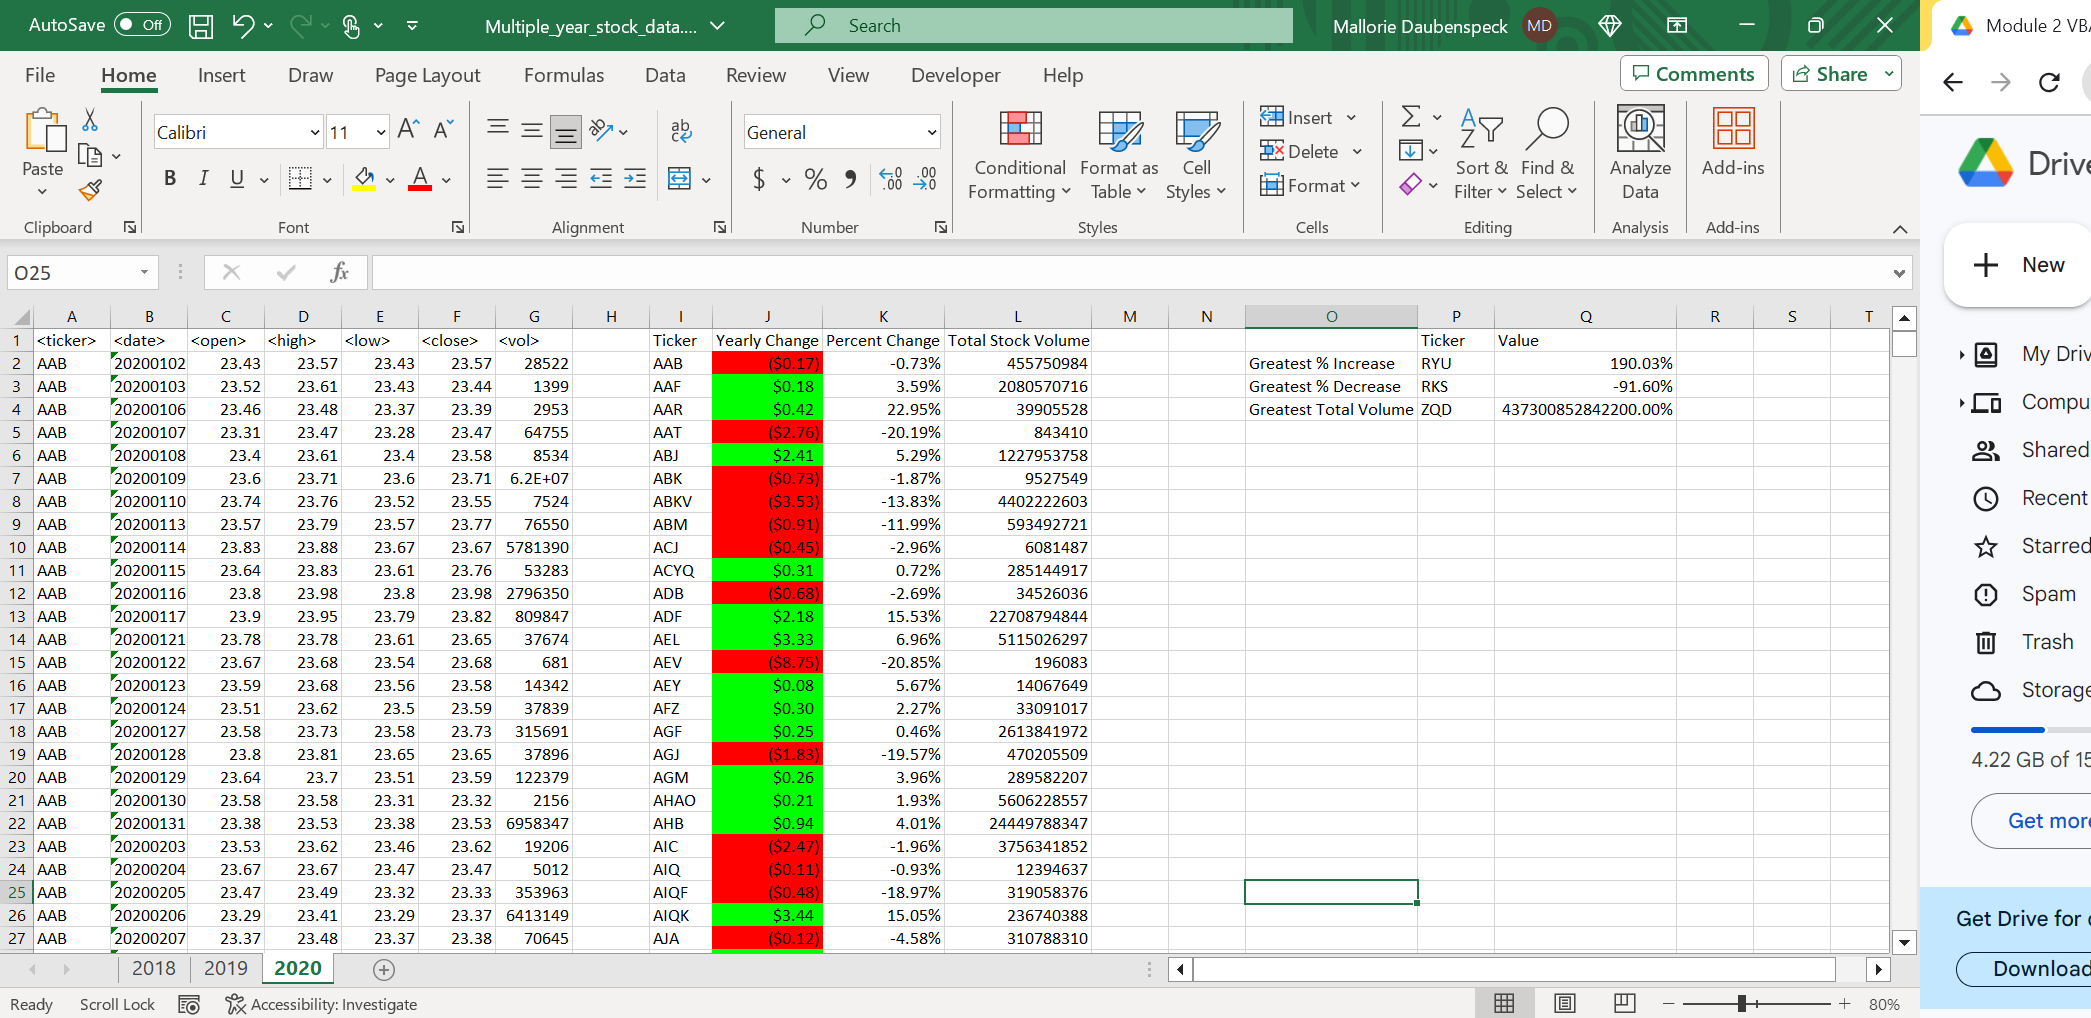 AutoSave Off Multiple_year_stock_data.... Search Mallorie Daubenspeck MD
File Home Insert Draw Page Layout Formulas Data Review View Developer Help Comments Share
Paste
Clipboard
Calibri 11
B I U
Font
ab
Alignment
General
$ % .00 .00
Number
Conditional Formatting
Format as Table
Cell Styles
Styles
Insert
Delete
Format
Cells
Sort & Filter
Find & Select
Editing
Analyze Data
Analysis
Add-ins
Add-ins
O25 fx
A B C D E F G H I J K L M N O P Q R S T
1 <ticker> <date> <open> <high> <low> <close> <vol> Ticker Yearly Change Percent Change Total Stock Volume Ticker Value
2 AAB 20200102 23.43 23.57 23.43 23.57 28522 AAB ($0.17) -0.73% 455750984 Greatest % Increase RYU 190.03%
3 AAB 20200103 23.52 23.61 23.43 23.44 1399 AAF $0.18 3.59% 2080570716 Greatest % Decrease RKS -91.60%
4 AAB 20200106 23.46 23.48 23.37 23.39 2953 AAR $0.42 22.95% 39905528 Greatest Total Volume ZQD 437300852842200.00%
5 AAB 20200107 23.31 23.47 23.28 23.47 64755 AAT ($2.76) -20.19% 843410
6 AAB 20200108 23.4 23.61 23.4 23.58 8534 ABJ $2.41 5.29% 1227953758
7 AAB 20200109 23.6 23.71 23.6 23.71 6.2E+07 ABK ($0.73) -1.87% 9527549
8 AAB 20200110 23.74 23.76 23.52 23.55 7524 ABKV ($3.53) -13.83% 4402222603
9 AAB 20200113 23.57 23.79 23.57 23.77 76550 ABM ($0.91) -11.99% 593492721
10 AAB 20200114 23.83 23.88 23.67 23.67 5781390 ACJ ($0.45) -2.96% 6081487
11 AAB 20200115 23.64 23.83 23.61 23.76 53283 ACYQ $0.31 0.72% 285144917
12 AAB 20200116 23.8 23.98 23.8 23.98 2796350 ADB ($0.68) -2.69% 34526036
13 AAB 20200117 23.9 23.95 23.79 23.82 809847 ADF $2.18 15.53% 22708794844
14 AAB 20200121 23.78 23.78 23.61 23.65 37674 AEL $3.33 6.96% 5115026297
15 AAB 20200122 23.67 23.68 23.54 23.68 681 AEV ($8.75) -20.85% 196083
16 AAB 20200123 23.59 23.68 23.56 23.58 14342 AEY $0.08 5.67% 14067649
17 AAB 20200124 23.51 23.62 23.5 23.59 37839 AFZ $0.30 2.27% 33091017
18 AAB 20200127 23.58 23.73 23.58 23.73 315691 AGF $0.25 0.46% 2613841972
19 AAB 20200128 23.8 23.81 23.65 23.65 37896 AGJ ($1.83) -19.57% 470205509
20 AAB 20200129 23.64 23.7 23.51 23.59 122379 AGM $0.26 3.96% 289582207
21 AAB 20200130 23.58 23.58 23.31 23.32 2156 AHAO $0.21 1.93% 5606228557
22 AAB 20200131 23.38 23.53 23.38 23.53 6958347 AHB $0.94 4.01% 24449788347
23 AAB 20200203 23.53 23.62 23.46 23.62 19206 AIC ($2.47) -1.96% 3756341852
24 AAB 20200204 23.67 23.67 23.47 23.47 5012 AIQ ($0.11) -0.93% 12394637
25 AAB 20200205 23.47 23.49 23.32 23.33 353963 AIQF ($0.48) -18.97% 319058376
26 AAB 20200206 23.29 23.41 23.29 23.37 6413149 AIQK $3.44 15.05% 236740388
27 AAB 20200207 23.37 23.48 23.37 23.38 70645 AJA ($0.12) -4.58% 310788310
2018 2019 2020
Ready Scroll Lock Accessibility: Investigate 80%
Module 2 VBA
Drive
New
My Driv
Compu
Shared
Recent
Starred
Spam
Trash
Storage
4.22 GB of 15
Get more
Get Drive for
Download